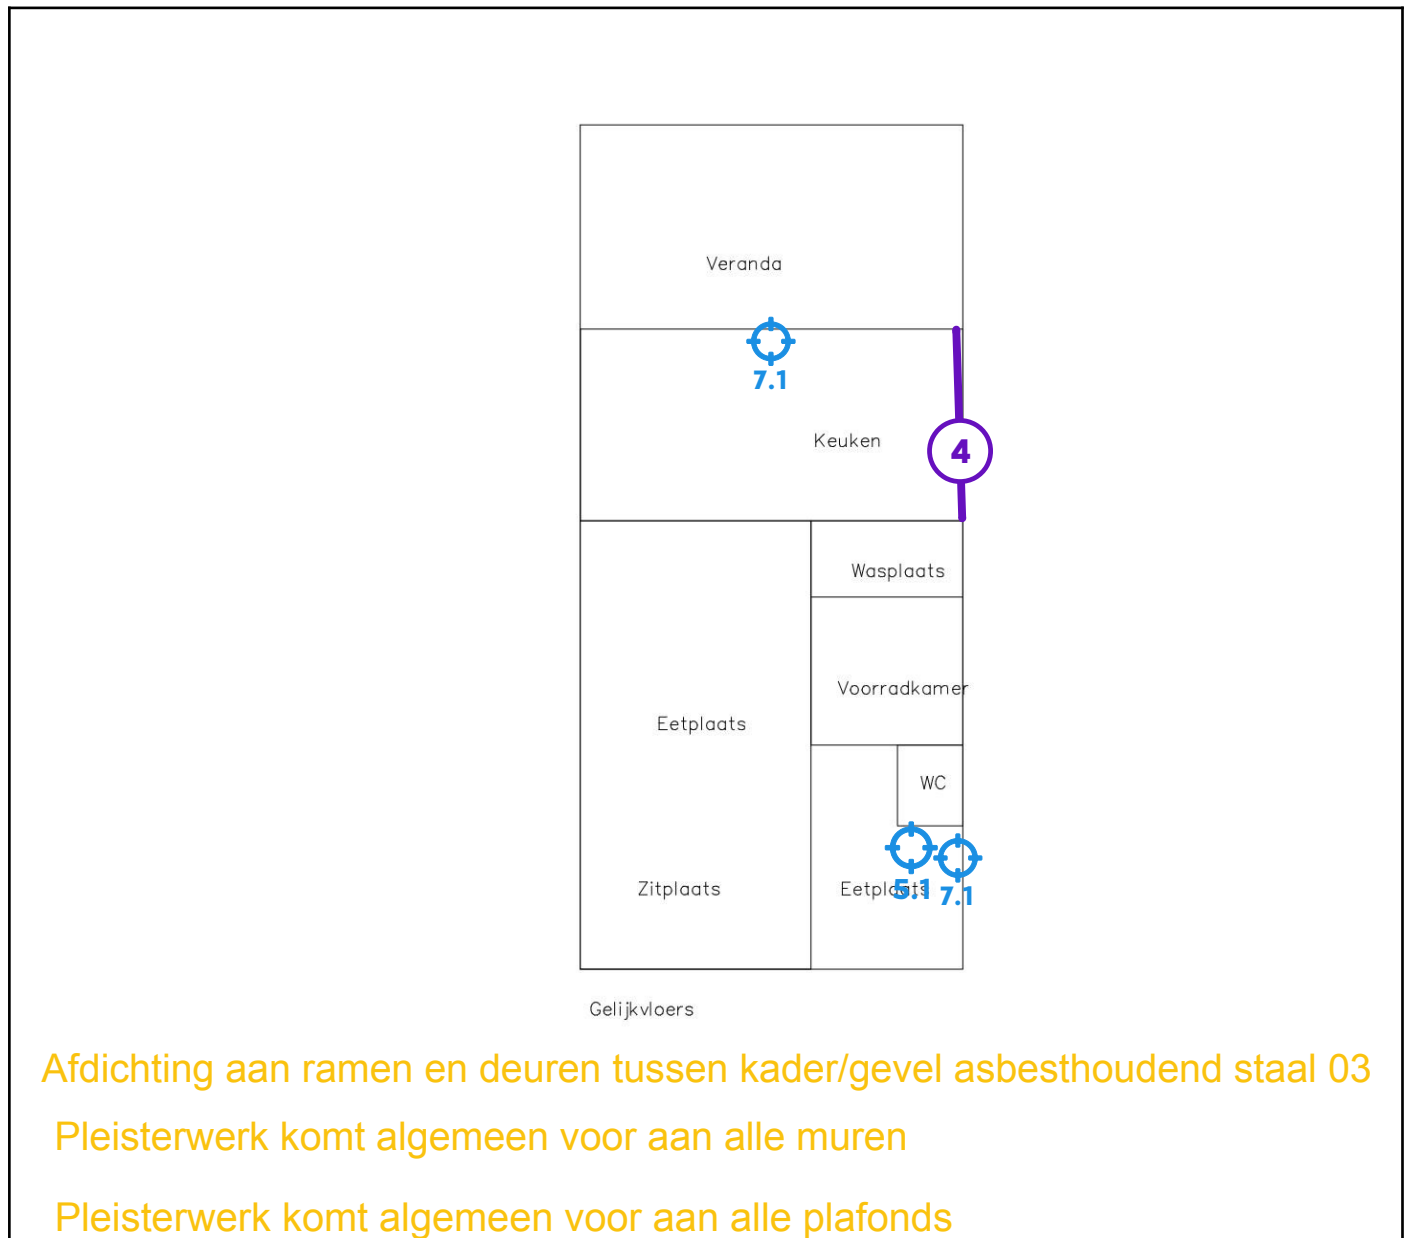 Veranda
7.1
Keuken
4
Wasplaats
Voorradkamer
Eetplaats
WC
Zitplaats
Eetplaats
5.1
7.1
Gelijkvloers
Afdichting aan ramen en deuren tussen kader/gevel asbesthoudend staal 03
Pleisterwerk komt algemeen voor aan alle muren
Pleisterwerk komt algemeen voor aan alle plafonds